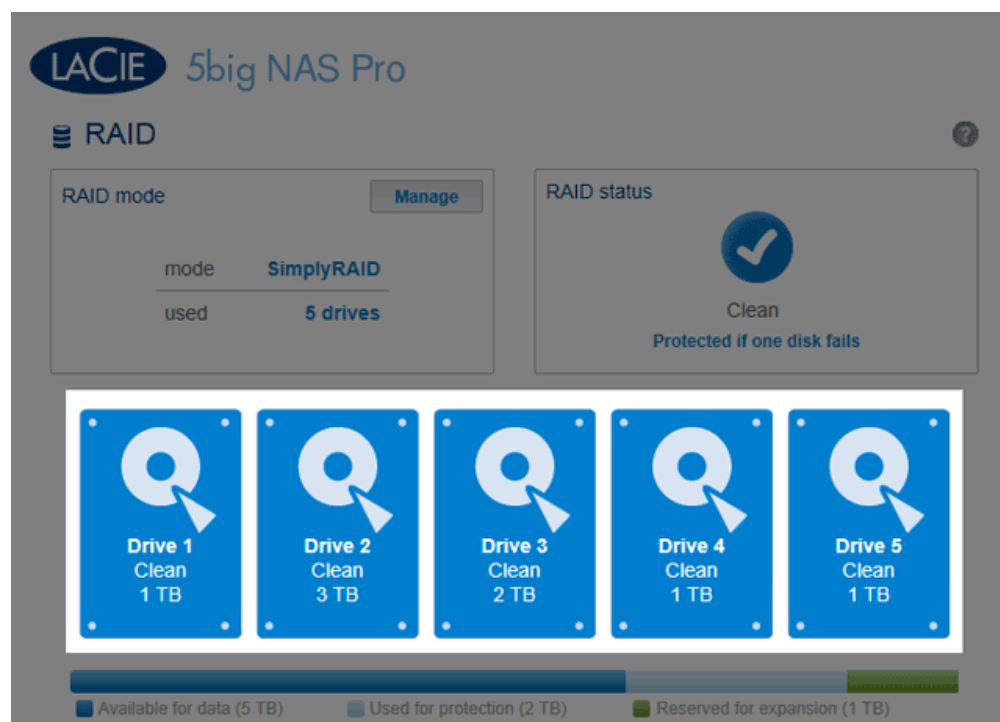 LACIE 5big NAS Pro
RAID
?
RAID mode
Manage
mode SimplyRAID
used 5 drives
RAID status
Clean
Protected if one disk fails
Drive 1
Clean
1 TB
Drive 2
Clean
3 TB
Drive 3
Clean
2 TB
Drive 4
Clean
1 TB
Drive 5
Clean
1 TB
Available for data (5 TB) Used for protection (2 TB) Reserved for expansion (1 TB)